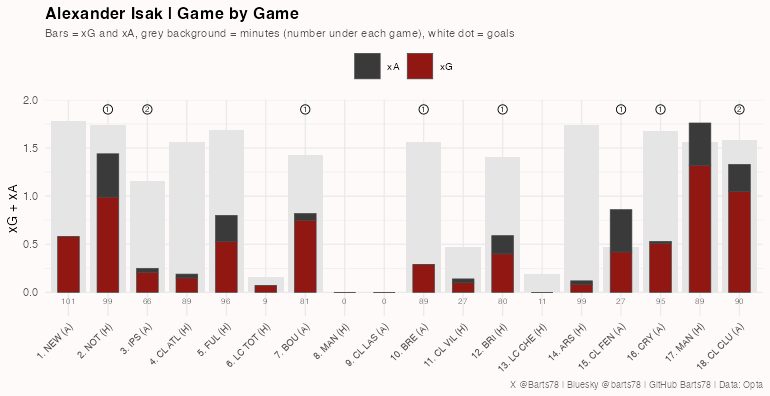 Alexander Isak | Game by Game
Bars = xG and xA, grey background = minutes (number under each game), white dot = goals
xA xG
2.0
1.5
1.0
0.5
0.0
xG + xA
1 2 1 1 1 1 1 2
101 99 66 89 96 9 81 0 0 89 27 80 11 99 27 95 89 90
1. NEW (A)
2. NOT (H)
3. IPS (A)
4. CL ATL (H)
5. FUL (H)
6. LC TOT (H)
7. BOU (A)
8. MAN (H)
9. CL LAS (A)
10. BRE (A)
11. CL VIL (H)
12. BRI (H)
13. LC CHE (H)
14. ARS (H)
15. CL FEN (A)
16. CRY (A)
17. MAN (H)
18. CL CLU (A)
X @Barts78 | Bluesky @barts78 | GitHub Barts78 | Data: Opta